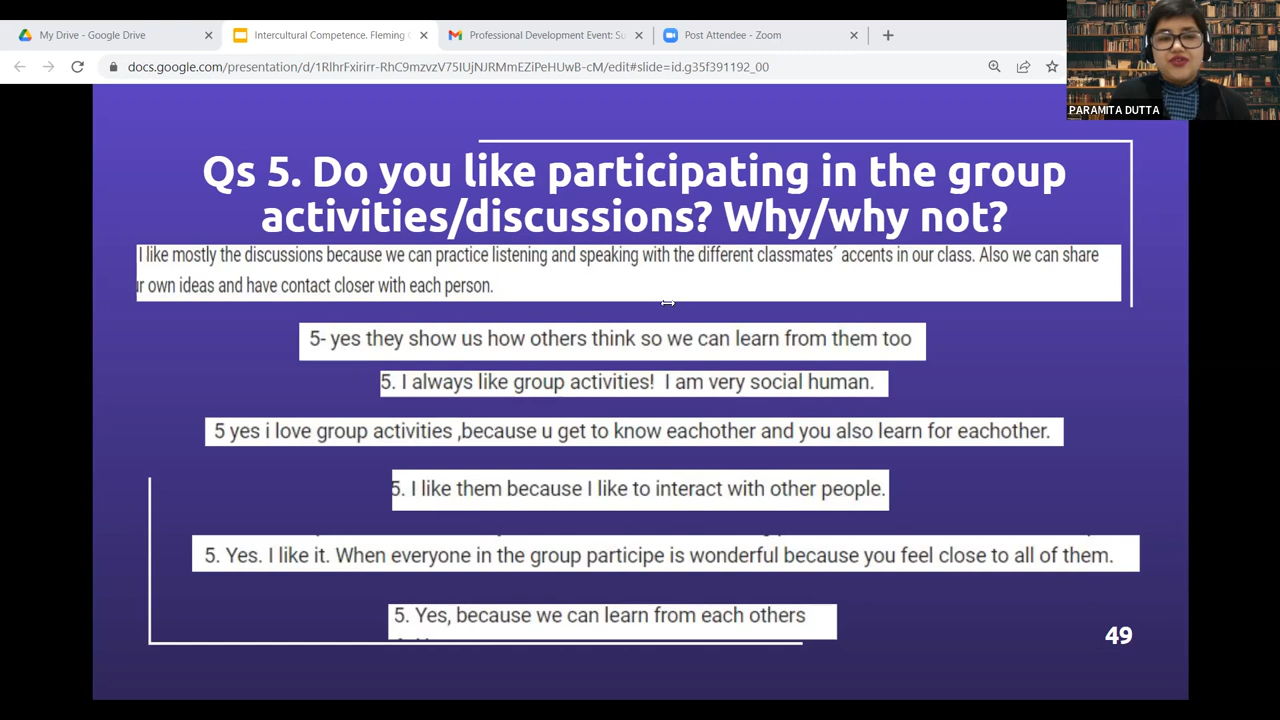 My Drive - Google Drive
Intercultural Competence. Fleming
Professional Development Event: Su
Post Attendee - Zoom
docs.google.com/presentation/d/1RlhrFxirirr-RhC9mzvzv75IUjNJRMmEZiPeHUwB-cM/edit#slide=id.g35f391192_00
PARAMITA DUTTA
Qs 5. Do you like participating in the group
activities/discussions? Why/why not?
I like mostly the discussions because we can practice listening and speaking with the different classmates´ accents in our class. Also we can share
r own ideas and have contact closer with each person.
5- yes they show us how others think so we can learn from them too
5. I always like group activities! I am very social human.
5 yes i love group activities ,because u get to know eachother and you also learn for eachother.
5. I like them because I like to interact with other people.
5. Yes. I like it. When everyone in the group participe is wonderful because you feel close to all of them.
5. Yes, because we can learn from each others
49